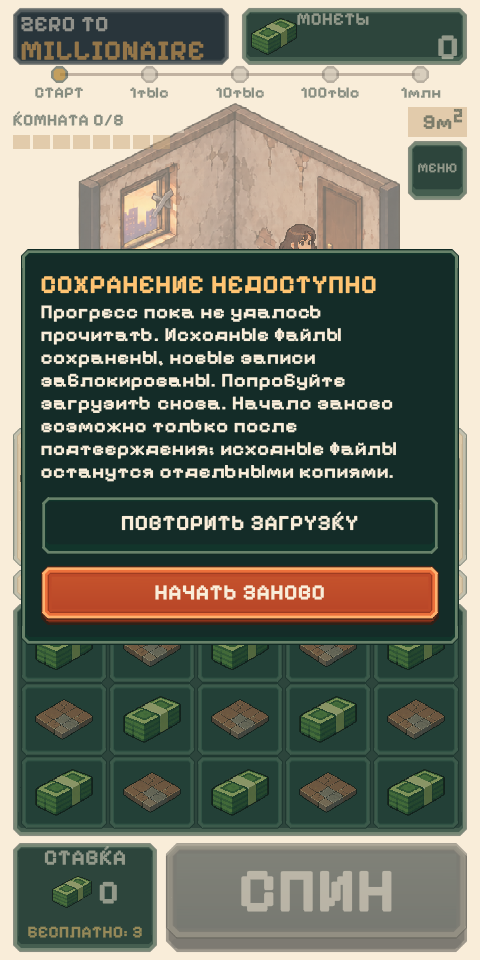 ZERO TO
MILLIONAIRE
МОНЕТЫ
0
СТАРТ
1тыс
10тыс
100тыс
1млн
КОМНАТА 0/8
9м²
МЕНЮ
СОХРАНЕНИЕ НЕДОСТУПНО
Прогресс пока не удалось
прочитать. Исходные файлы
сохранены, новые записи
заблокированы. Попробуйте
загрузить снова. Начало заново
возможно только после
подтверждения; исходные файлы
останутся отдельными копиями.
ПОВТОРИТЬ ЗАГРУЗКУ
НАЧАТЬ ЗАНОВО
СТАВКА
0
БЕСПЛАТНО: 3
СПИН